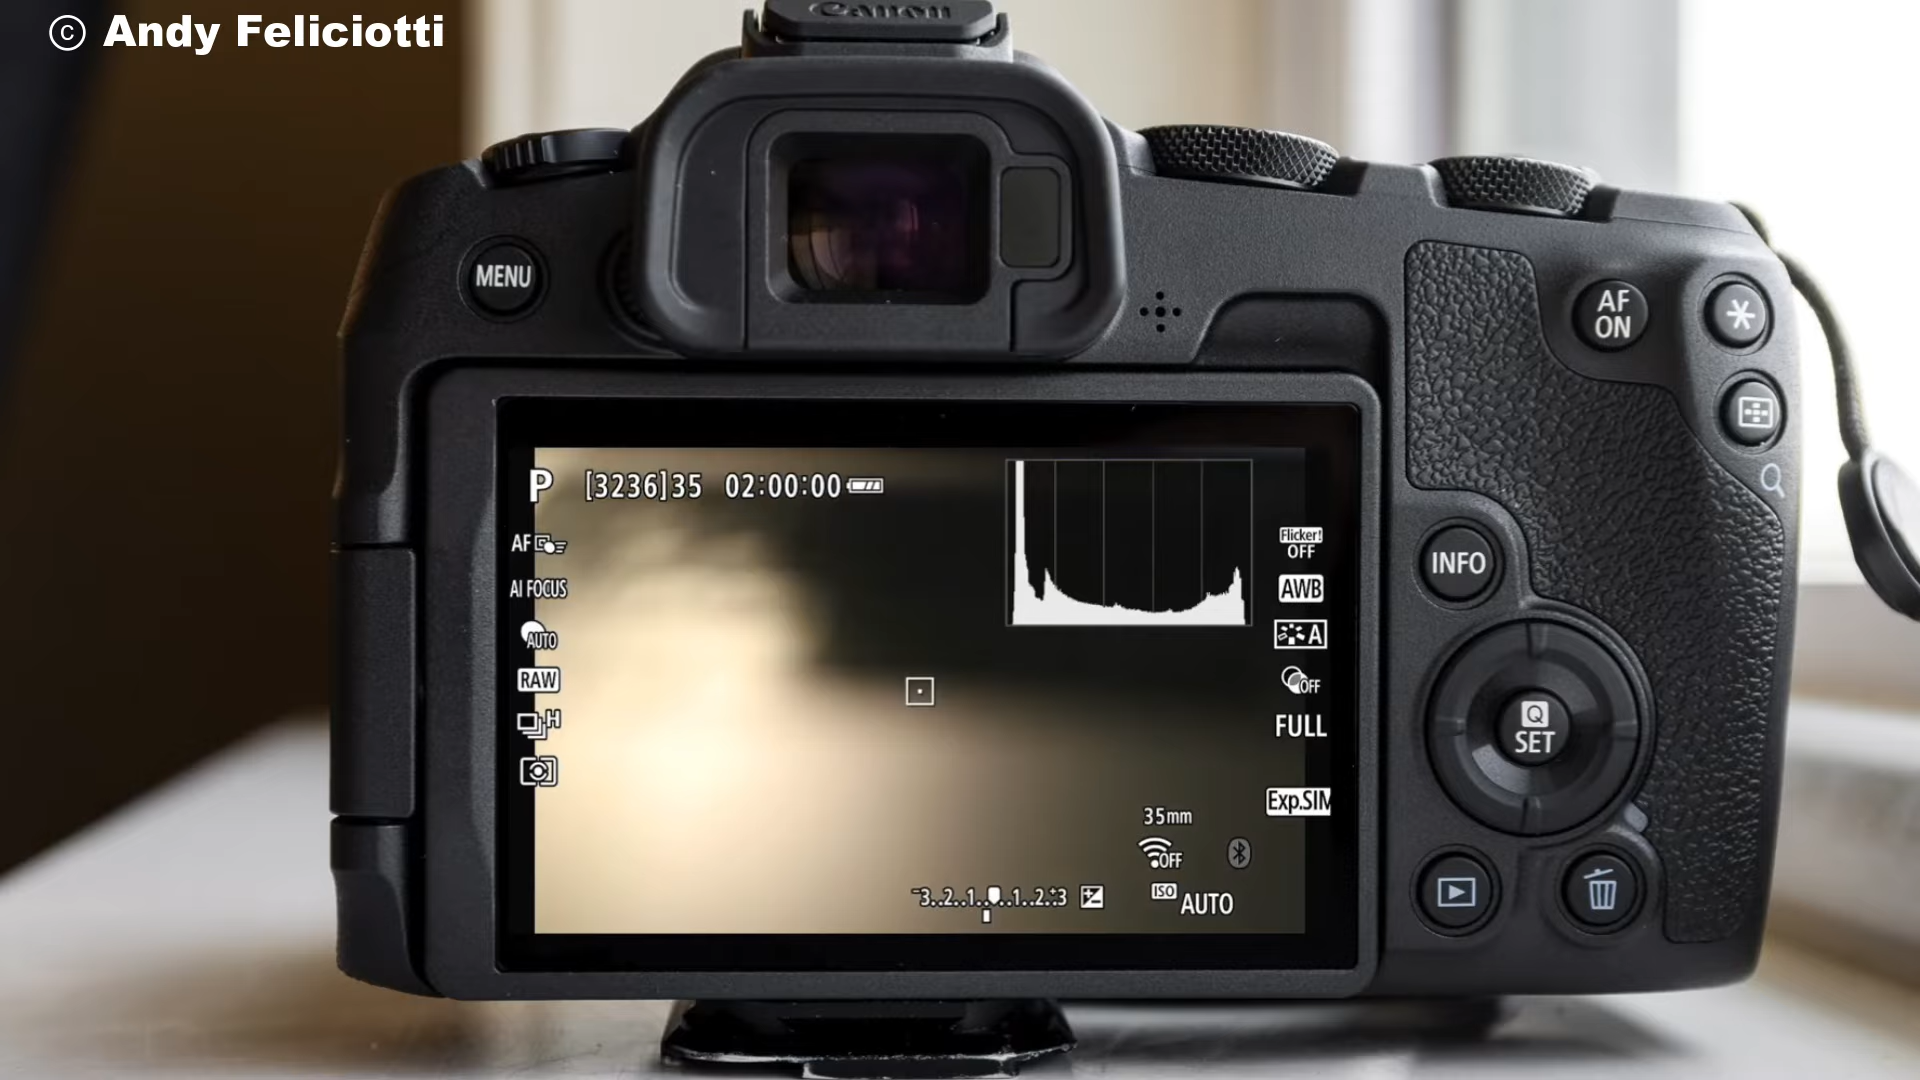 © Andy Feliciotti
Canon
MENU
AF
ON
P [3236]35 02:00:00
AF
AI FOCUS
AUTO
RAW
H
Flicker!
OFF
AWB
A
OFF
FULL
Exp.SIM
35mm
OFF
ISO AUTO
-3..2..1..0..1..2..+3
INFO
Q
SET